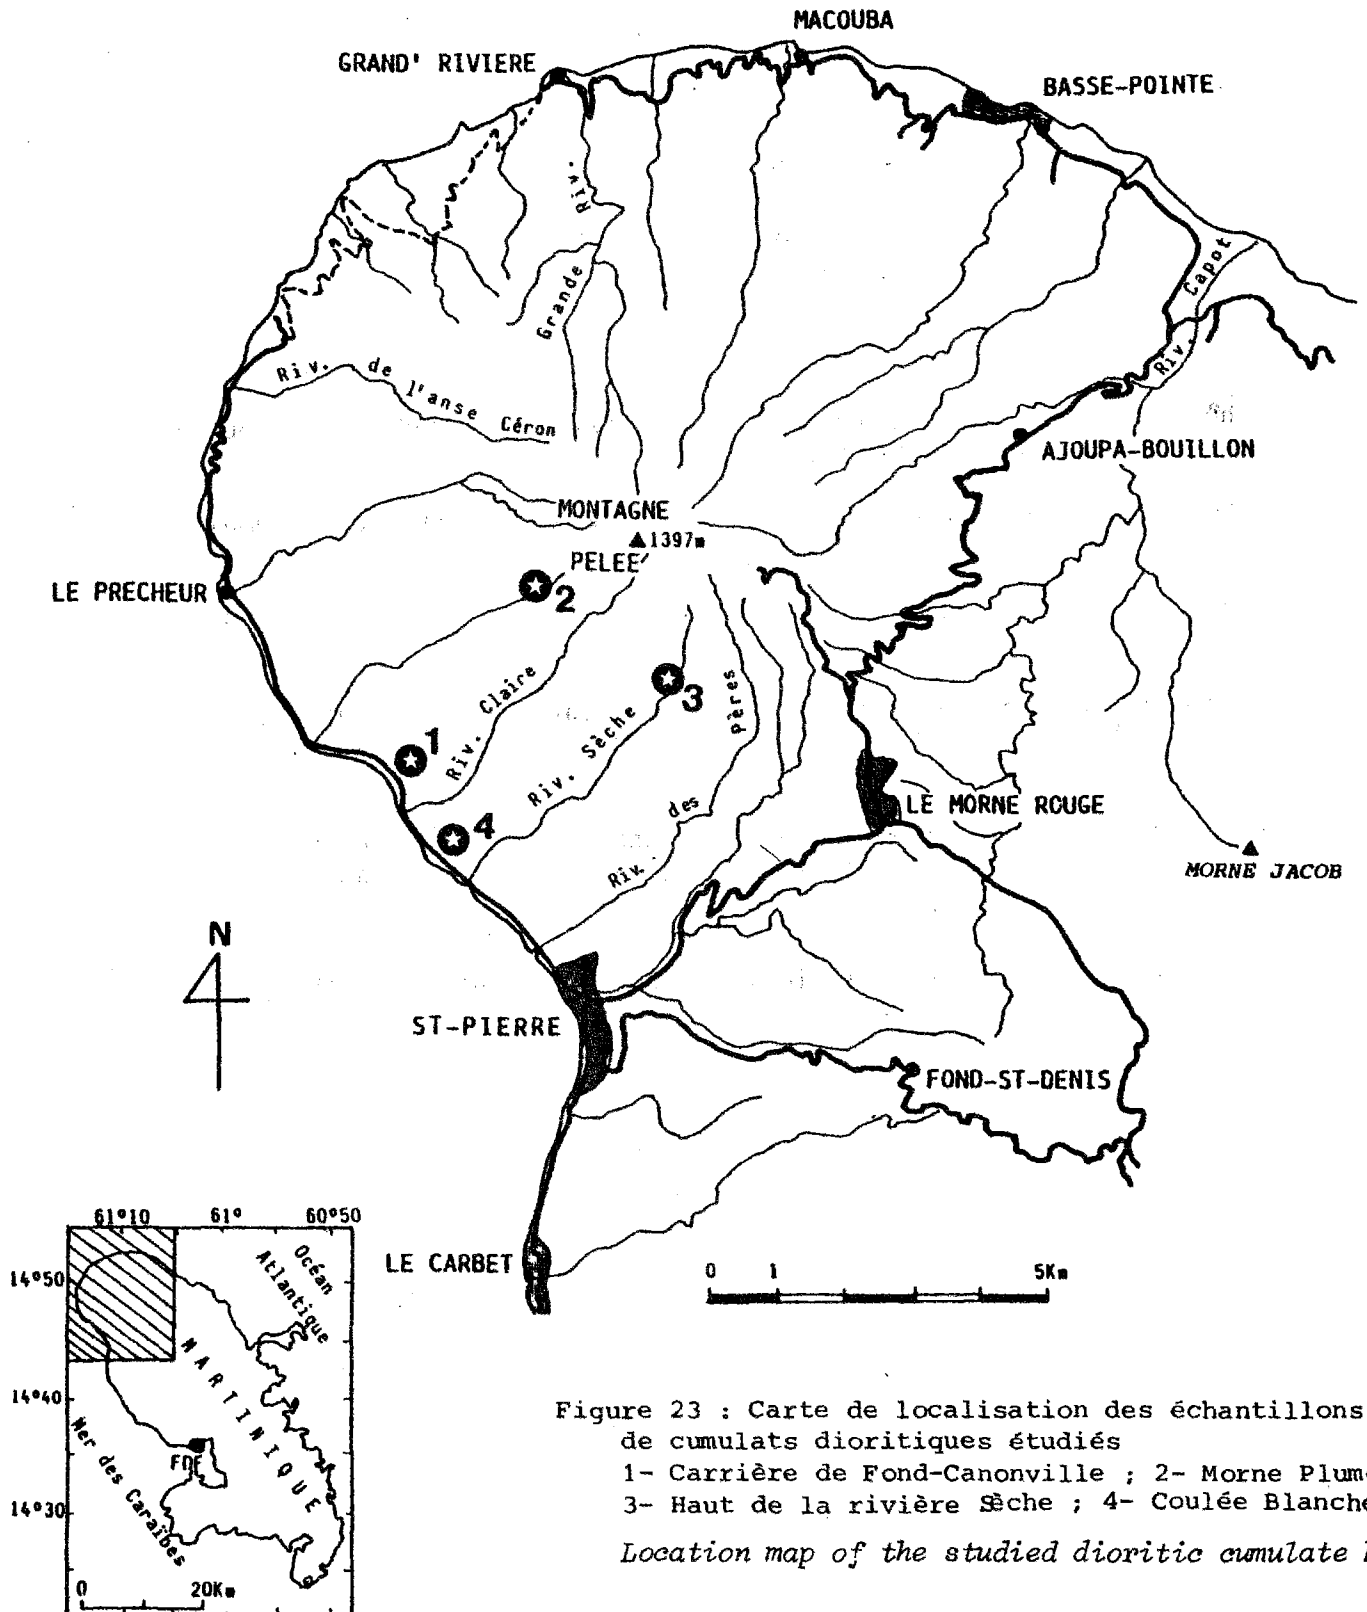 MACOUBA
GRAND' RIVIERE
BASSE-POINTE
Grande Riv.
Riv. Capot
Riv. de l'anse Céron
AJOUPA-BOUILLON
MONTAGNE
▲1397m
PELEE
LE PRECHEUR
2
3
1
4
Riv. Claire
Riv. Sèche
Riv. des Pères
LE MORNE ROUGE
MORNE JACOB
N
ST-PIERRE
FOND-ST-DENIS
LE CARBET
0 1 5Km
61°10 61° 60°50
14°50
14°40
14°30
Océan
Atlantique
MARTINIQUE
Mer des Caraïbes
FDF
0 20Km
Figure 23 : Carte de localisation des échantillons
de cumulats dioritiques étudiés
1- Carrière de Fond-Canonville ; 2- Morne Plum
3- Haut de la rivière Sèche ; 4- Coulée Blanche
Location map of the studied dioritic cumulate